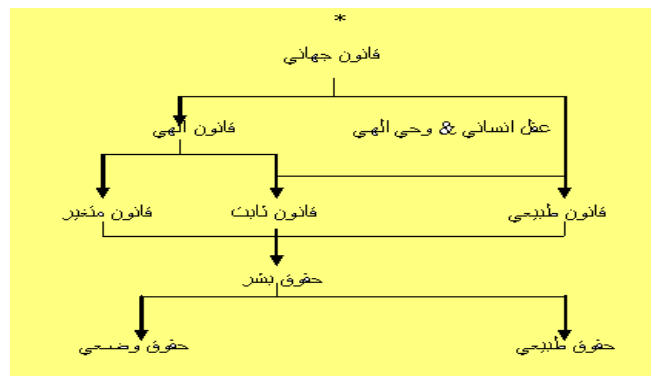 *
قانون جهاني
عقل انساني & وحي الهي
قانون الهي
قانون طبيعي
قانون ثابت
قانون متغير
حقوق بشر
حقوق طبيعي
حقوق وضعي